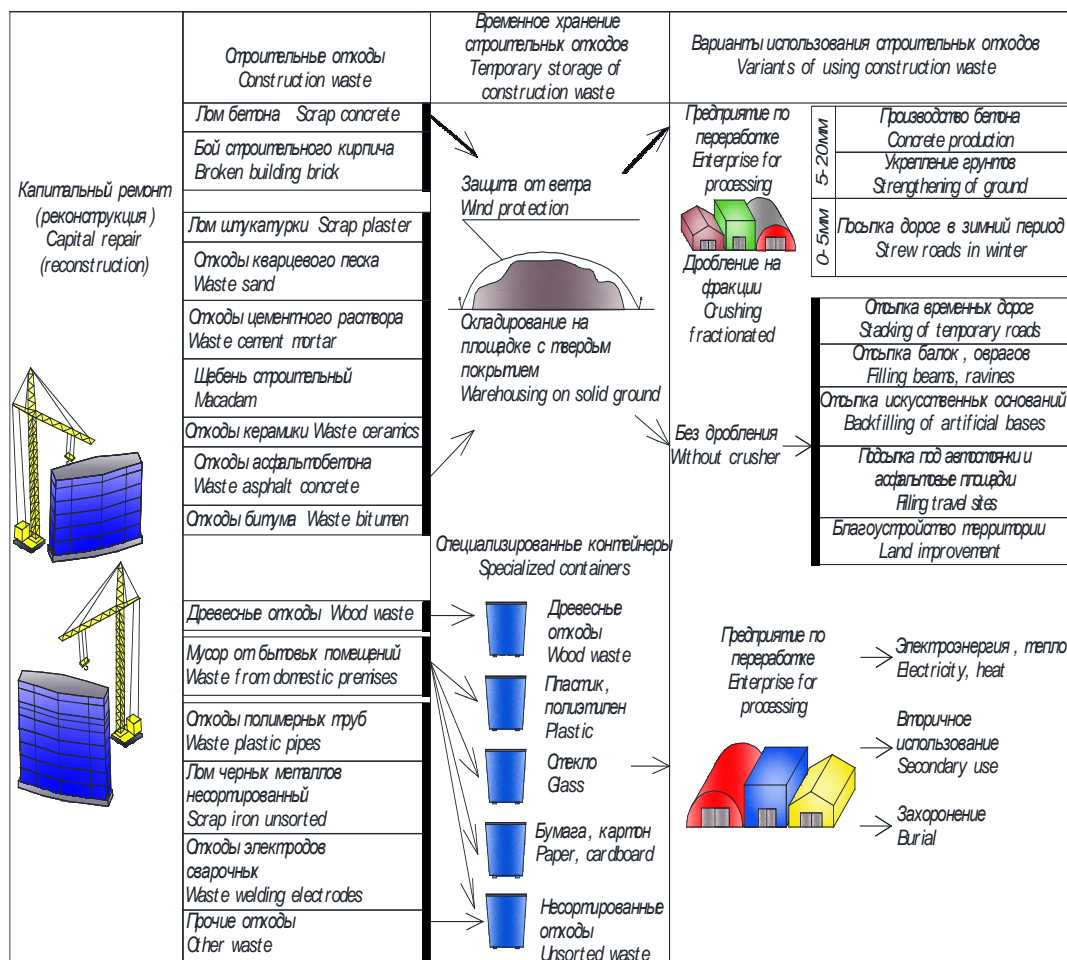 Строительные отходы
Construction waste
Временное хранение
строительных отходов
Temporary storage of
construction waste
Варианты использования строительных отходов
Variants of using construction waste
Капитальный ремонт
(реконструкция)
Capital repair
(reconstruction)
Лом бетона Scrap concrete
Бой строительного кирпича
Broken building brick
Лом штукатурки Scrap plaster
Отходы кварцевого песка
Waste sand
Отходы цементного раствора
Waste cement mortar
Щебень строительный
Macadam
Отходы керамики Waste ceramics
Отходы асфальтобетона
Waste asphalt concrete
Отходы битума Waste bitumen
Древесные отходы Wood waste
Мусор от бытовых помещений
Waste from domestic premises
Отходы полимерных труб
Waste plastic pipes
Лом черных металлов
несортированный
Scrap iron unsorted
Отходы электродов
сварочных
Waste welding electrodes
Прочие отходы
Other waste
Защита от ветра
Wind protection
Складирование на
площадке с твердым
покрытием
Warehousing on solid ground
Специализированные контейнеры
Specialized containers
Древесные
отходы
Wood waste
Пластик,
полиэтилен
Plastic
Стекло
Glass
Бумага, картон
Paper, cardboard
Несортированные
отходы
Unsorted waste
Предприятие по
переработке
Enterprise for
processing
Дробление на
фракции
Crushing
fractionated
5-20мм
Производство бетона
Concrete production
Укрепление грунтов
Strengthening of ground
0-5мм
Посыпка дорог в зимний период
Strew roads in winter
Без дробления
Without crusher
Отсыпка временных дорог
Stacking of temporary roads
Отсыпка балок, оврагов
Filling beams, ravines
Отсыпка искусственных оснований
Backfilling of artificial bases
Подсыпка под автостоянки и
асфальтовые площадки
Filling travel sites
Благоустройство территории
Land improvement
Предприятие по
переработке
Enterprise for
processing
Электроэнергия, тепло
Electricity, heat
Вторичное
использование
Secondary use
Захоронение
Burial